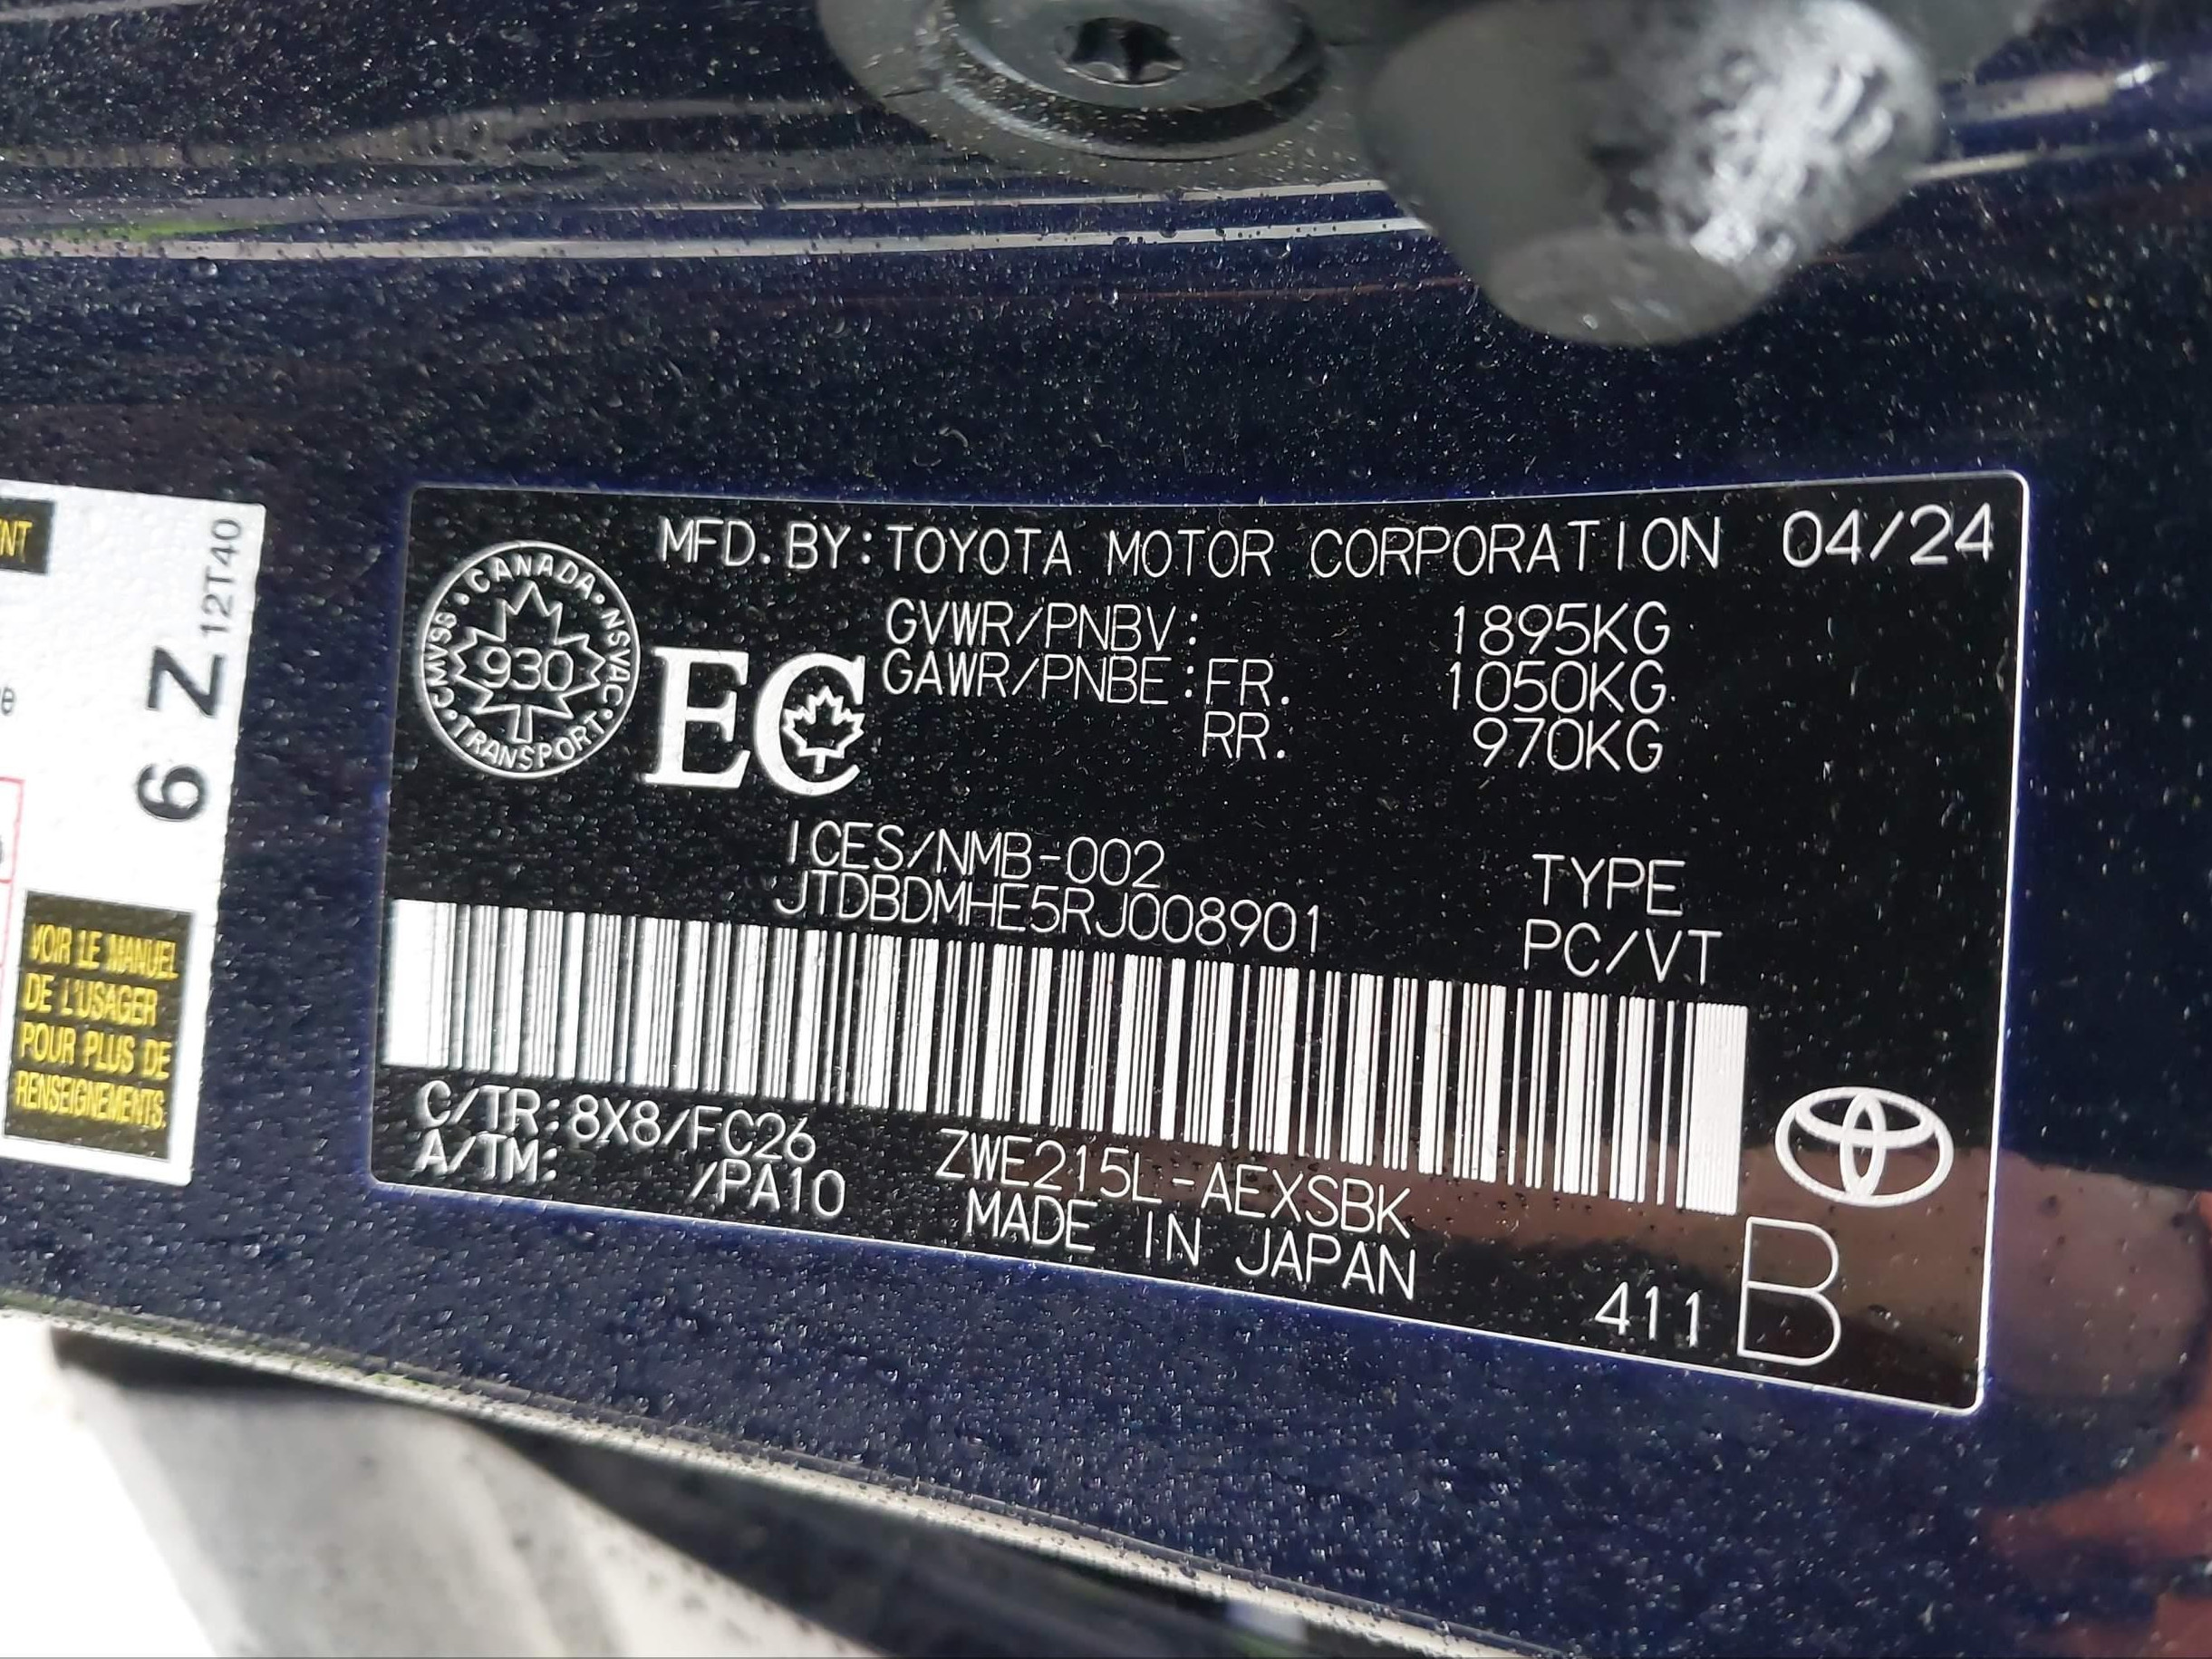 NT
12T40
6 Z
VOIR LE MANUEL
DE L'USAGER
POUR PLUS DE
RENSEIGNEMENTS.
MFD. BY: TOYOTA MOTOR CORPORATION 04/24
CANADA • NSVAC • TRANSPORT • CMVSS •
930
EC
GVWR/PNBV: 1895KG
GAWR/PNBE: FR. 1050KG
RR. 970KG
ICES/NMB-002
JTDBDMHE5RJ008901
TYPE
PC/VT
C/TR: 8X8/FC26
A/TM: /PA10
ZWE215L-AEXSBK
MADE IN JAPAN
411 B